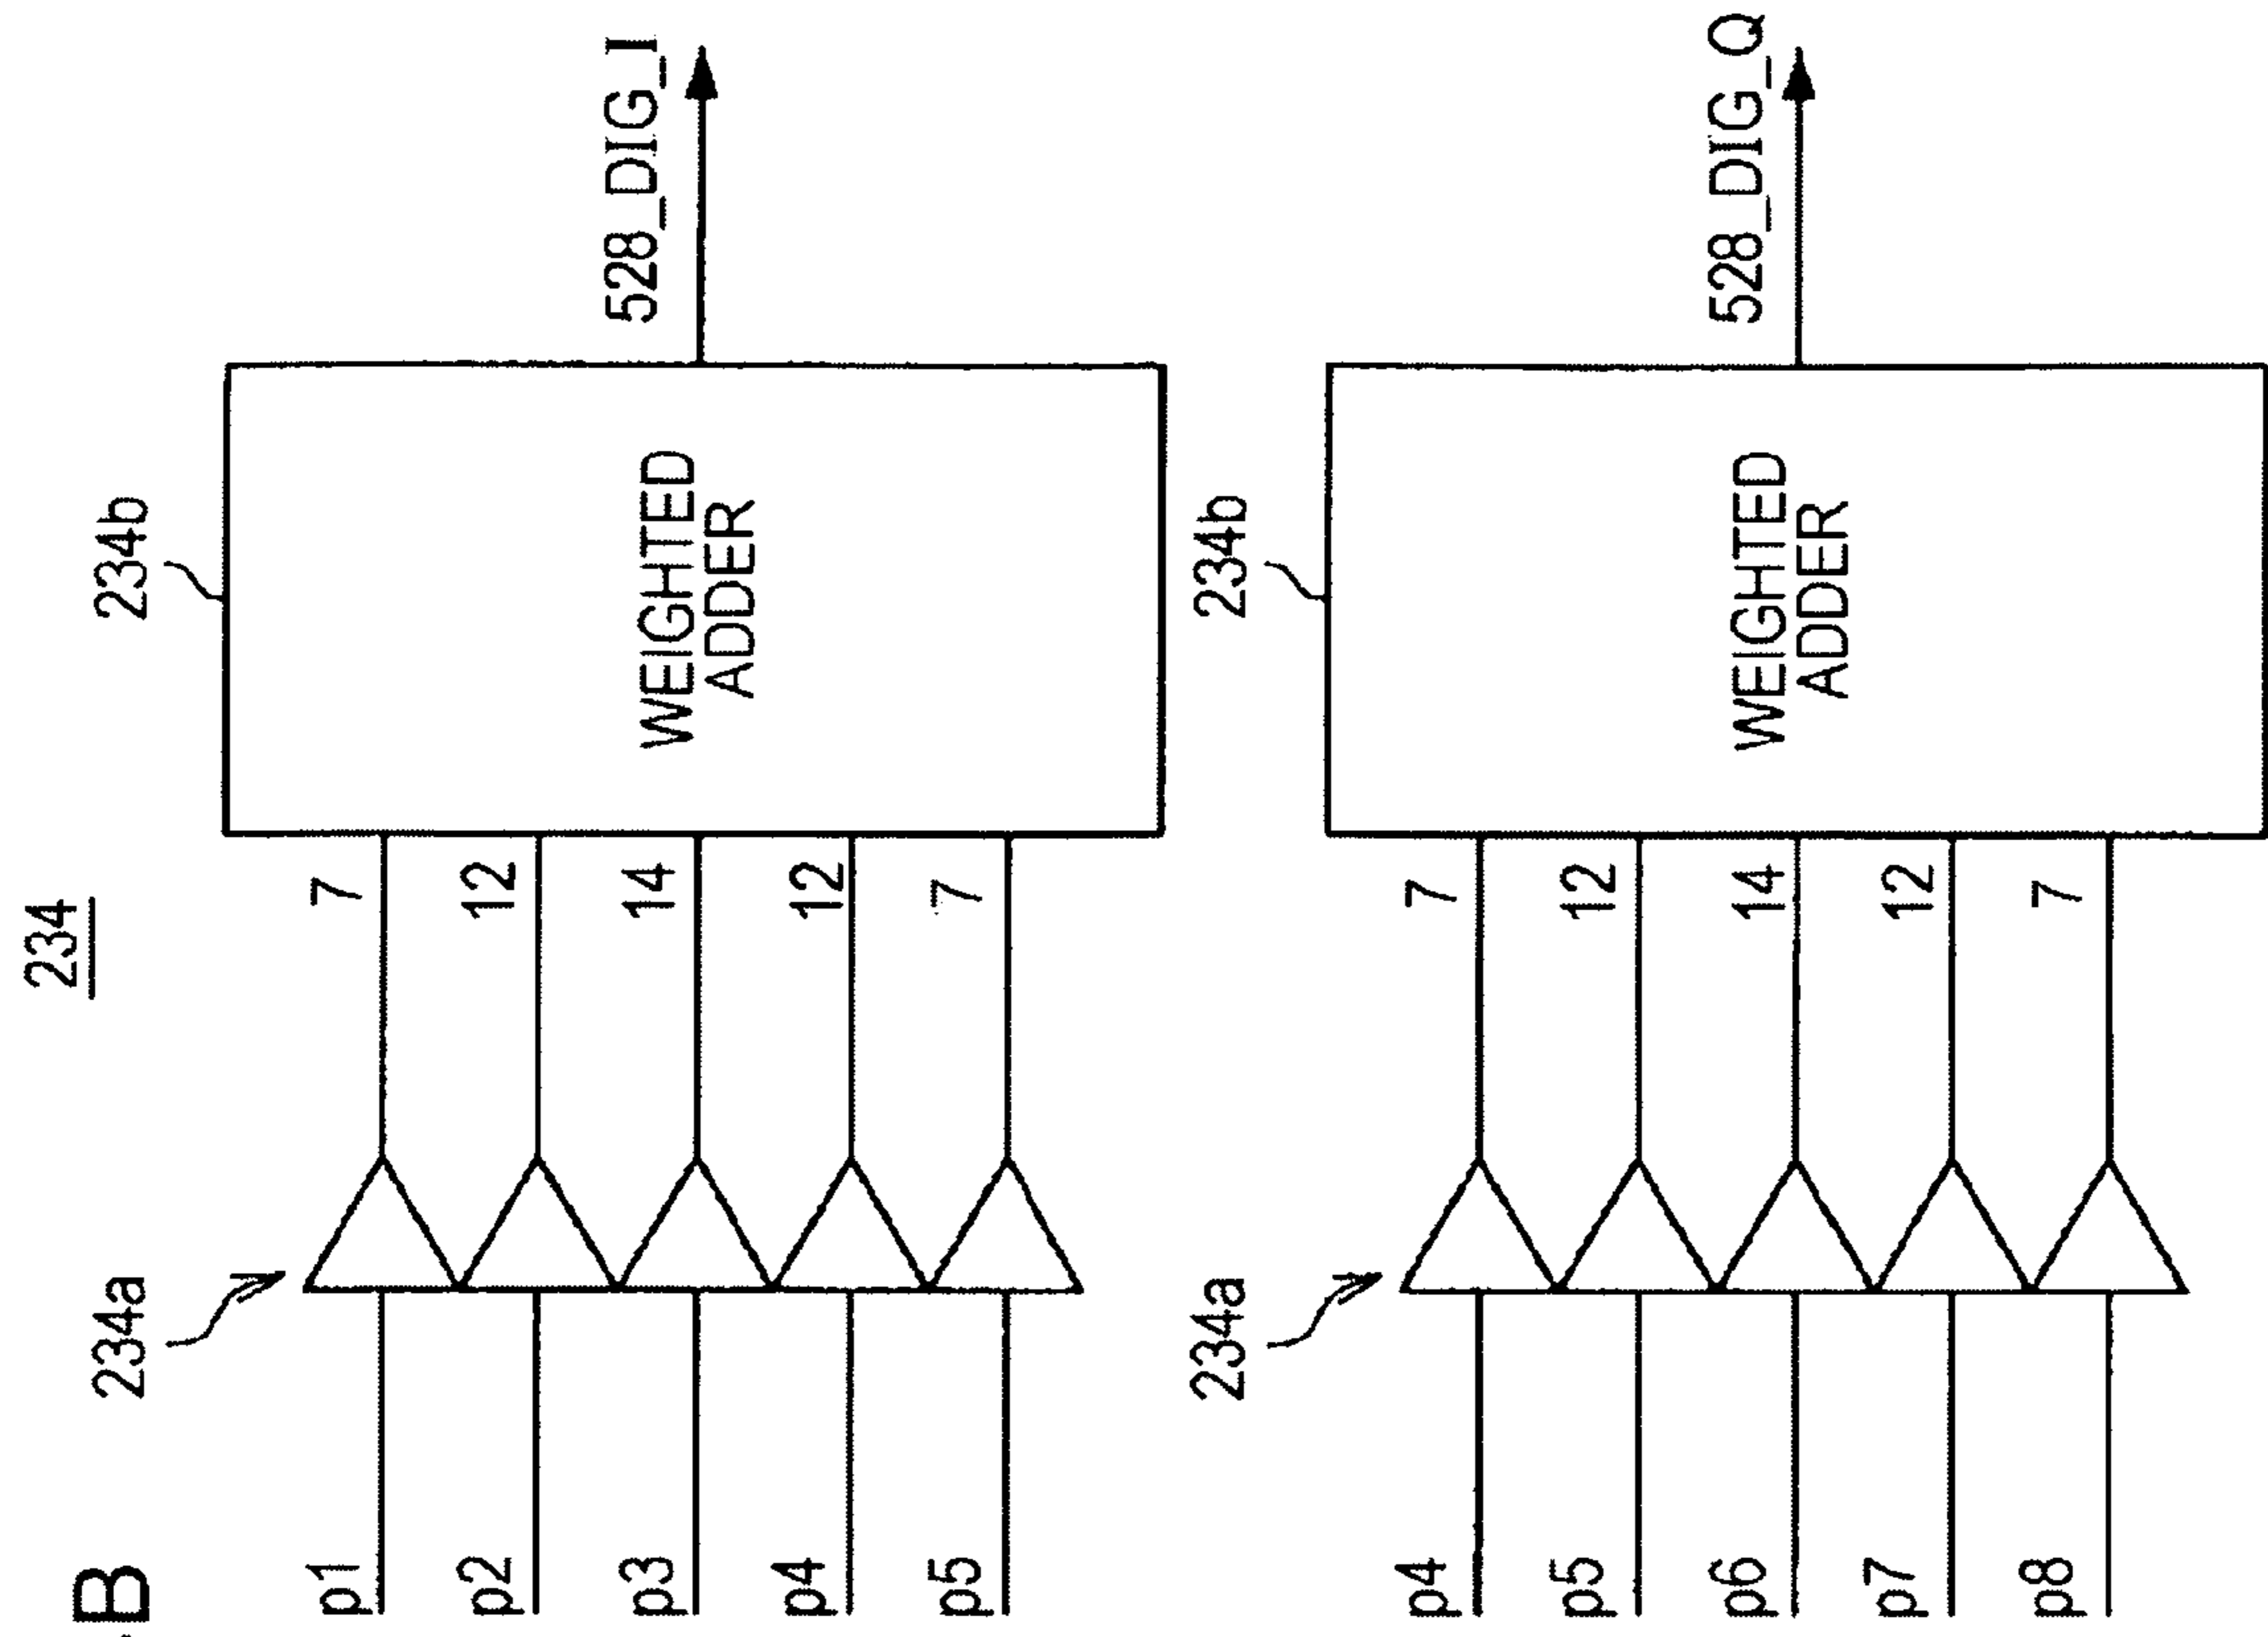 B
234
234a
234b
p1
7
p2
12
p3
14
p4
12
p5
7
WEIGHTED
ADDER
528_DIG_I
234a
234b
p4
7
p5
12
p6
14
p7
12
p8
7
WEIGHTED
ADDER
528_DIG_Q